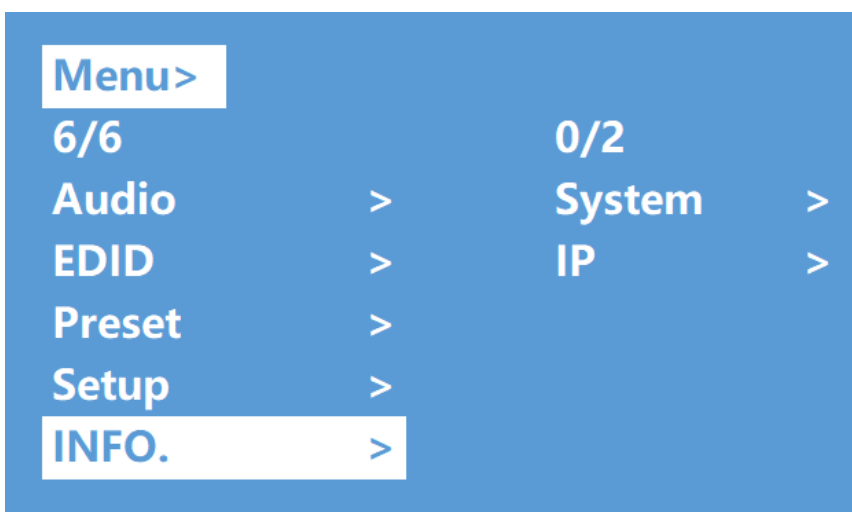 Menu>
6/6 0/2
Audio > System >
EDID > IP >
Preset >
Setup >
INFO. >